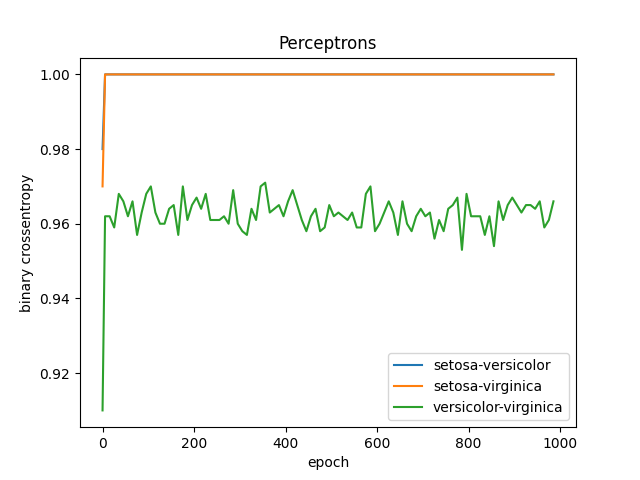 Perceptrons
binary crossentropy
1.00
0.98
0.96
0.94
0.92
0
200
400
600
800
1000
epoch
setosa-versicolor
setosa-virginica
versicolor-virginica